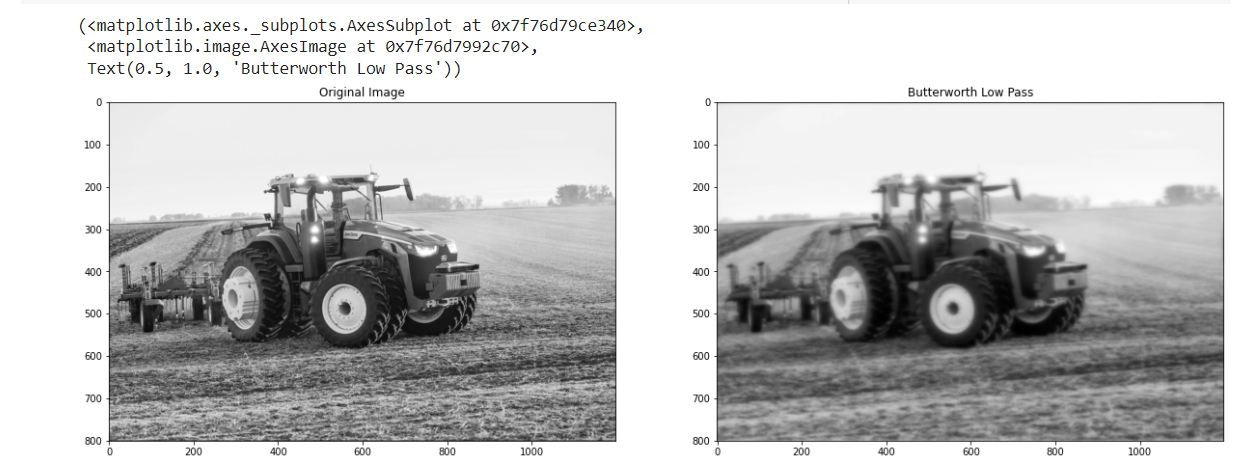 (<matplotlib.axes._subplots.AxesSubplot at 0x7f76d79ce340>,
<matplotlib.image.AxesImage at 0x7f76d7992c70>,
Text(0.5, 1.0, 'Butterworth Low Pass'))
Original Image
0
100
200
300
400
500
600
700
800
0 200 400 600 800 1000
Butterworth Low Pass
0
100
200
300
400
500
600
700
800
0 200 400 600 800 1000